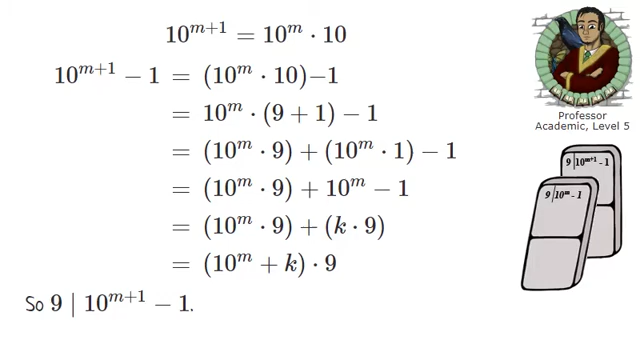 10^{m+1} = 10^m · 10
10^{m+1} − 1 = (10^m · 10)−1
= 10^m · (9 + 1) − 1
= (10^m · 9) + (10^m · 1) − 1
= (10^m · 9) + 10^m − 1
= (10^m · 9) + (k · 9)
= (10^m + k) · 9
So 9 | 10^{m+1} − 1.
Professor
Academic, Level 5
9 | 10^{m+1} − 1
9 | 10^m − 1